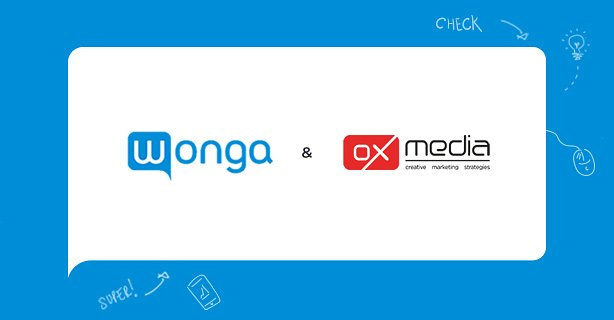 CHECK
wonga & ox media
creative marketing strategies
SUPER!